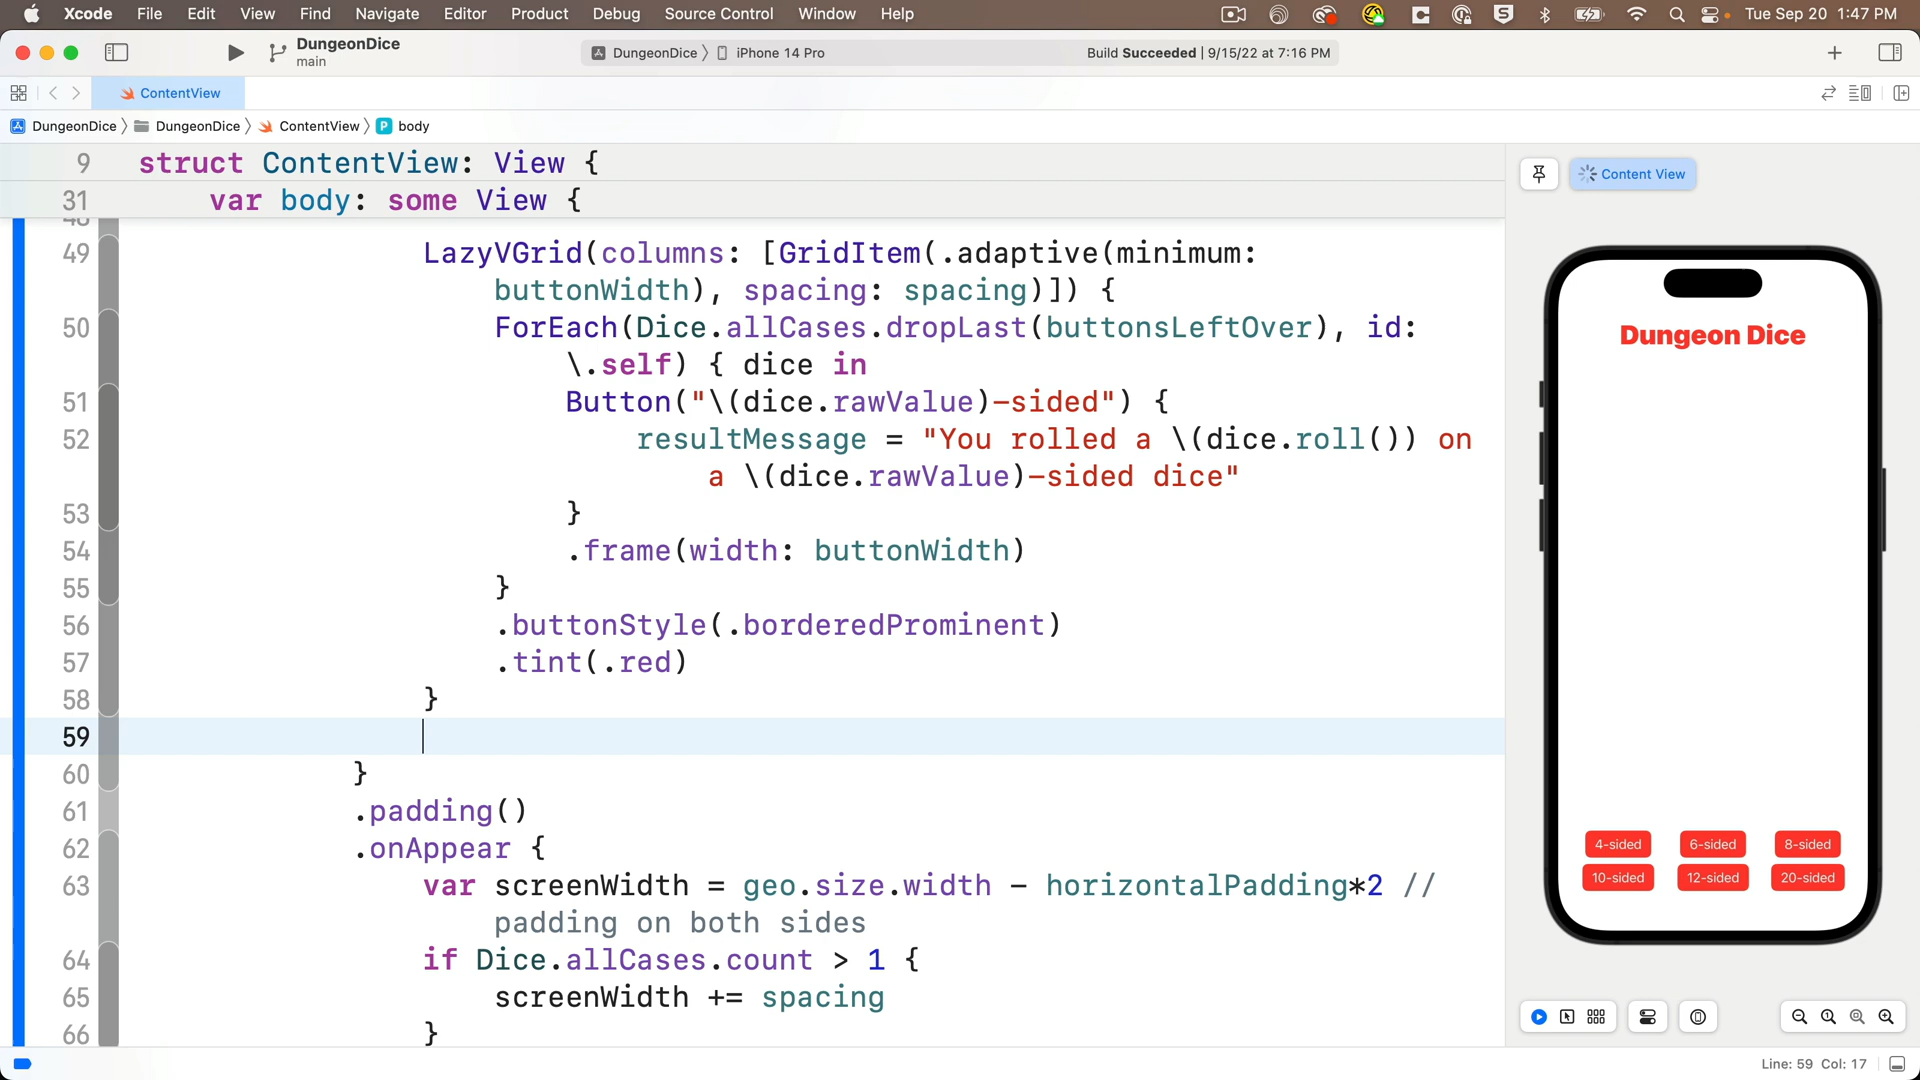 Xcode File Edit View Find Navigate Editor Product Debug Source Control Window Help Tue Sep 20 1:47 PM
DungeonDice
main
DungeonDice 〉 iPhone 14 Pro
Build Succeeded | 9/15/22 at 7:16 PM
ContentView
DungeonDice 〉 DungeonDice 〉 ContentView 〉 P body
9 struct ContentView: View {
31 var body: some View {
49 LazyVGrid(columns: [GridItem(.adaptive(minimum:
buttonWidth), spacing: spacing)]) {
50 ForEach(Dice.allCases.dropLast(buttonsLeftOver), id:
\.self) { dice in
51 Button("\(dice.rawValue)-sided") {
52 resultMessage = "You rolled a \(dice.roll()) on
a \(dice.rawValue)-sided dice"
53 }
54 .frame(width: buttonWidth)
55 }
56 .buttonStyle(.borderedProminent)
57 .tint(.red)
58 }
59
60 }
61 .padding()
62 .onAppear {
63 var screenWidth = geo.size.width - horizontalPadding*2 //
padding on both sides
64 if Dice.allCases.count > 1 {
65 screenWidth += spacing
66 }
Content View
Dungeon Dice
4-sided 6-sided 8-sided
10-sided 12-sided 20-sided
Line: 59 Col: 17